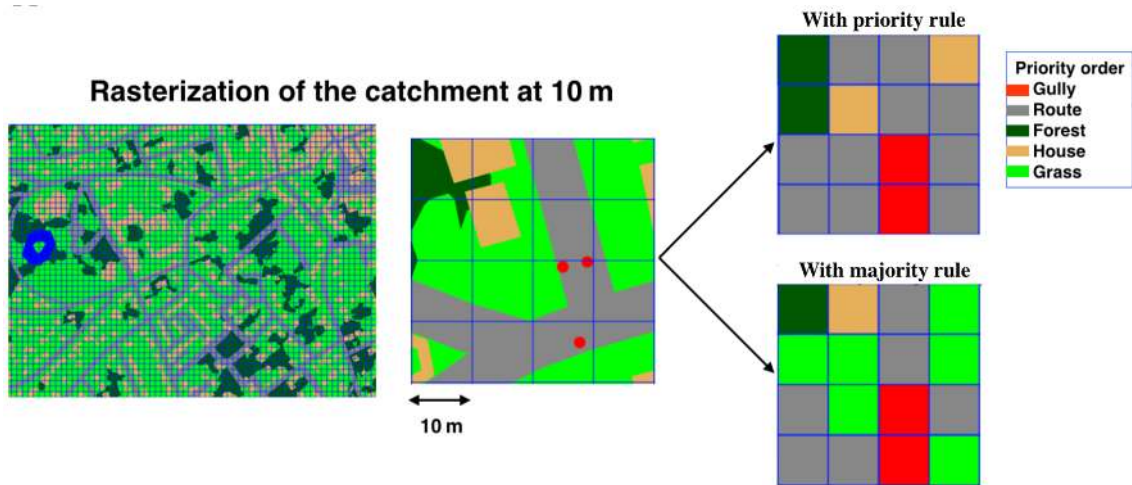 With priority rule
Rasterization of the catchment at 10 m
Priority order
Gully
Route
Forest
House
Grass
With majority rule
10 m